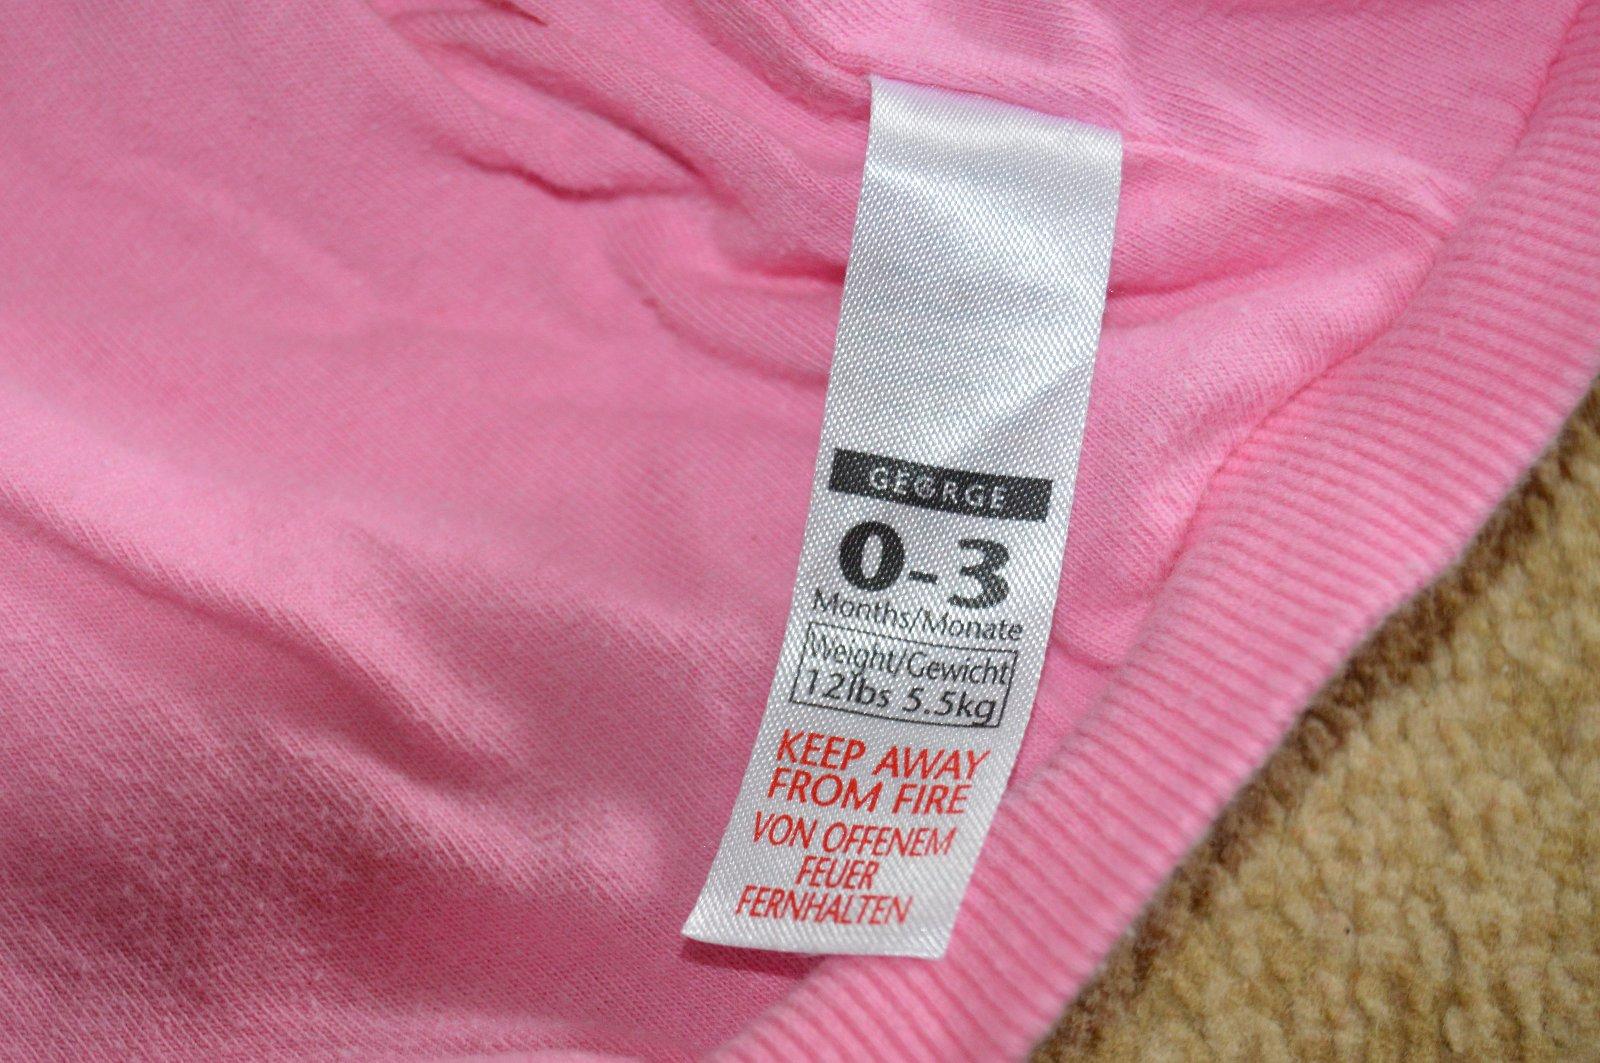 GEORGE
0-3
Months/Monate
Weight/Gewicht
12lbs 5.5kg
KEEP AWAY
FROM FIRE
VON OFFENEM
FEUER
FERNHALTEN